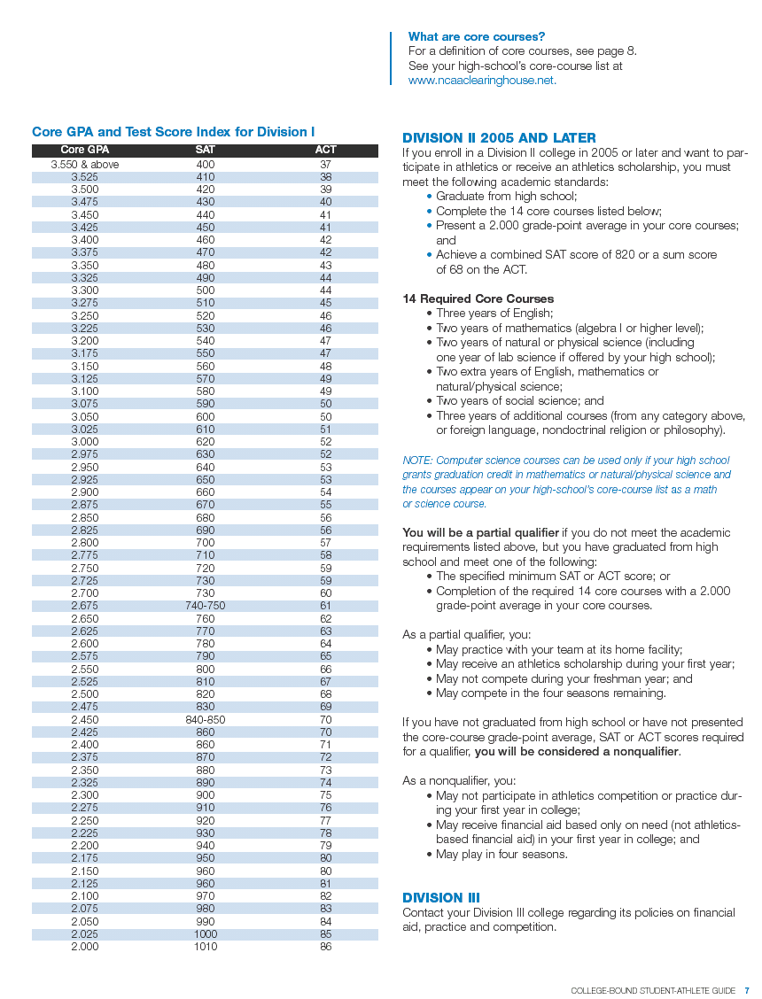 What are core courses?
For a definition of core courses, see page 8.
See your high-school's core-course list at
www.ncaaclearinghouse.net.
Core GPA and Test Score Index for Division I
Core GPA SAT ACT
3.550 & above 400 37
3.525 410 38
3.500 420 39
3.475 430 40
3.450 440 41
3.425 450 41
3.400 460 42
3.375 470 42
3.350 480 43
3.325 490 44
3.300 500 44
3.275 510 45
3.250 520 46
3.225 530 46
3.200 540 47
3.175 550 47
3.150 560 48
3.125 570 49
3.100 580 49
3.075 590 50
3.050 600 50
3.025 610 51
3.000 620 52
2.975 630 52
2.950 640 53
2.925 650 53
2.900 660 54
2.875 670 55
2.850 680 56
2.825 690 56
2.800 700 57
2.775 710 58
2.750 720 59
2.725 730 59
2.700 730 60
2.675 740-750 61
2.650 760 62
2.625 770 63
2.600 780 64
2.575 790 65
2.550 800 66
2.525 810 67
2.500 820 68
2.475 830 69
2.450 840-850 70
2.425 860 70
2.400 860 71
2.375 870 72
2.350 880 73
2.325 890 74
2.300 900 75
2.275 910 76
2.250 920 77
2.225 930 78
2.200 940 79
2.175 950 80
2.150 960 80
2.125 960 81
2.100 970 82
2.075 980 83
2.050 990 84
2.025 1000 85
2.000 1010 86
DIVISION II 2005 AND LATER
If you enroll in a Division II college in 2005 or later and want to par-
ticipate in athletics or receive an athletics scholarship, you must
meet the following academic standards:
• Graduate from high school;
• Complete the 14 core courses listed below;
• Present a 2.000 grade-point average in your core courses;
and
• Achieve a combined SAT score of 820 or a sum score
of 68 on the ACT.
14 Required Core Courses
• Three years of English;
• Two years of mathematics (algebra I or higher level);
• Two years of natural or physical science (including
one year of lab science if offered by your high school);
• Two extra years of English, mathematics or
natural/physical science;
• Two years of social science; and
• Three years of additional courses (from any category above,
or foreign language, nondoctrinal religion or philosophy).
NOTE: Computer science courses can be used only if your high school
grants graduation credit in mathematics or natural/physical science and
the courses appear on your high-school's core-course list as a math
or science course.
You will be a partial qualifier if you do not meet the academic
requirements listed above, but you have graduated from high
school and meet one of the following:
• The specified minimum SAT or ACT score; or
• Completion of the required 14 core courses with a 2.000
grade-point average in your core courses.
As a partial qualifier, you:
• May practice with your team at its home facility;
• May receive an athletics scholarship during your first year;
• May not compete during your freshman year; and
• May compete in the four seasons remaining.
If you have not graduated from high school or have not presented
the core-course grade-point average, SAT or ACT scores required
for a qualifier, you will be considered a nonqualifier.
As a nonqualifier, you:
• May not participate in athletics competition or practice dur-
ing your first year in college;
• May receive financial aid based only on need (not athletics-
based financial aid) in your first year in college; and
• May play in four seasons.
DIVISION III
Contact your Division III college regarding its policies on financial
aid, practice and competition.
COLLEGE-BOUND STUDENT-ATHLETE GUIDE 7